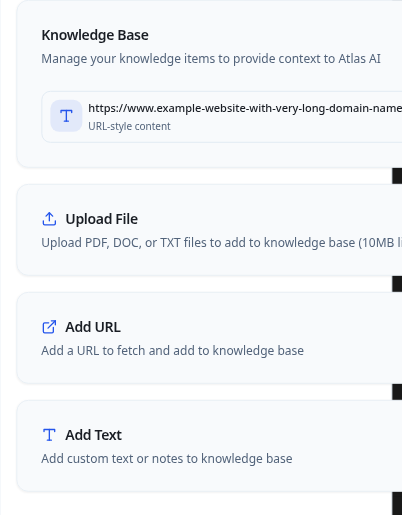 Knowledge Base
Manage your knowledge items to provide context to Atlas AI
https://www.example-website-with-very-long-domain-name
URL-style content
Upload File
Upload PDF, DOC, or TXT files to add to knowledge base (10MB li
Add URL
Add a URL to fetch and add to knowledge base
Add Text
Add custom text or notes to knowledge base